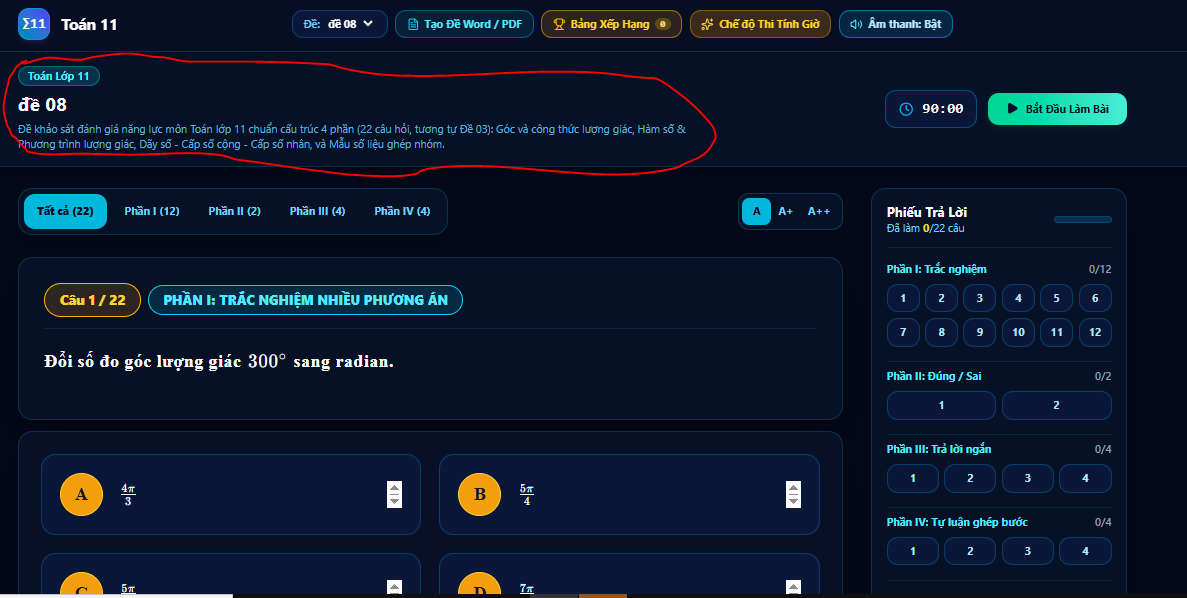 Σ11 Toán 11
Đề: đề 08
Tạo Đề Word / PDF
Bảng Xếp Hạng 0
Chế độ Thi Tính Giờ
Âm thanh: Bật
Toán Lớp 11
đề 08
Đề khảo sát đánh giá năng lực môn Toán lớp 11 chuẩn cấu trúc 4 phần (22 câu hỏi, tương tự Đề 03): Góc và công thức lượng giác, Hàm số &
Phương trình lượng giác, Dãy số - Cấp số cộng - Cấp số nhân, và Mẫu số liệu ghép nhóm.
90:00
Bắt Đầu Làm Bài
Tất cả (22) Phần I (12) Phần II (2) Phần III (4) Phần IV (4)
A A+ A++
Câu 1 / 22 PHẦN I: TRẮC NGHIỆM NHIỀU PHƯƠNG ÁN
Đổi số đo góc lượng giác 300° sang radian.
A 4π/3
B 5π/4
C 5π
D 7π
Phiếu Trả Lời
Đã làm 0/22 câu
Phần I: Trắc nghiệm 0/12
1 2 3 4 5 6
7 8 9 10 11 12
Phần II: Đúng / Sai 0/2
1 2
Phần III: Trả lời ngắn 0/4
1 2 3 4
Phần IV: Tự luận ghép bước 0/4
1 2 3 4